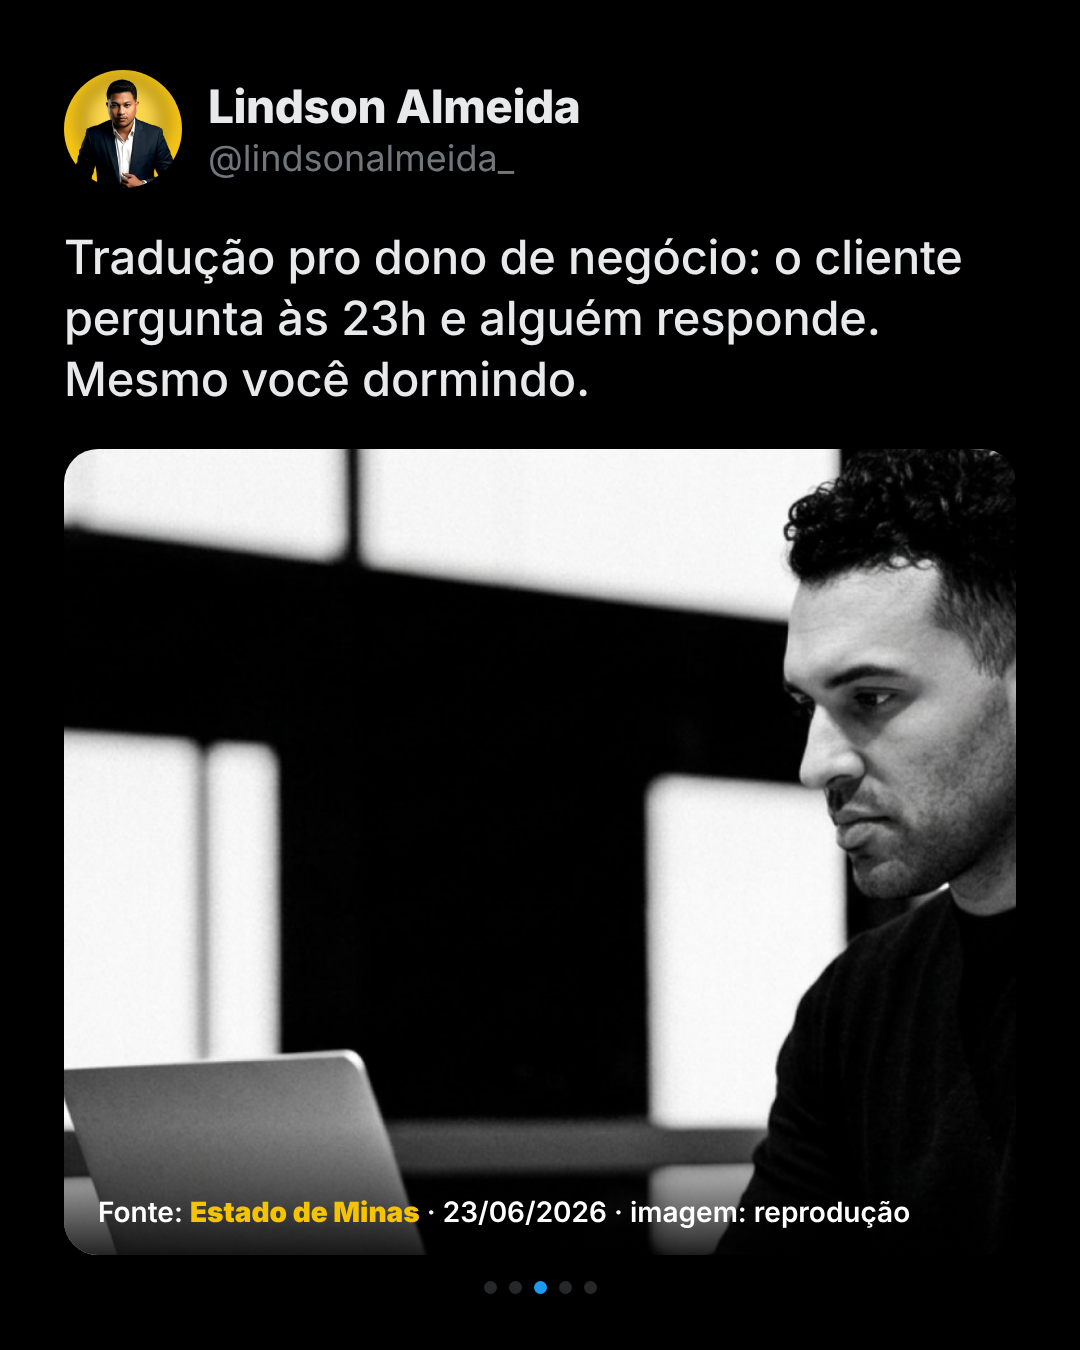 Lindson Almeida
@lindsonalmeida_
Tradução pro dono de negócio: o cliente
pergunta às 23h e alguém responde.
Mesmo você dormindo.
Fonte: Estado de Minas · 23/06/2026 · imagem: reprodução